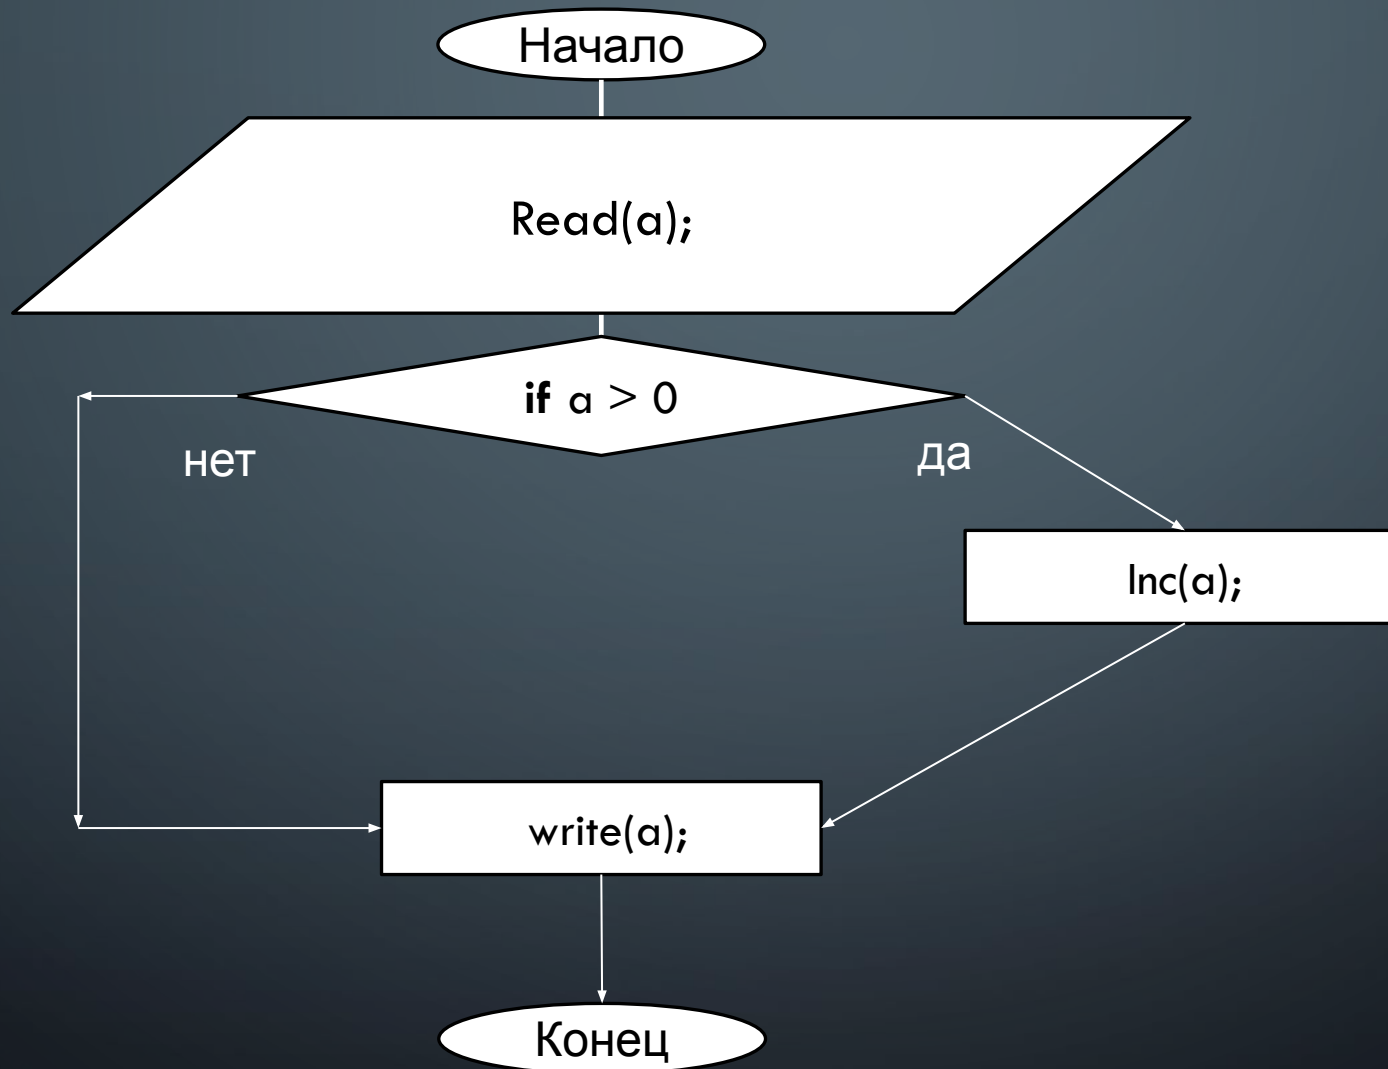 Начало
Read(a);
if a > 0
нет
да
Inc(a);
write(a);
Конец